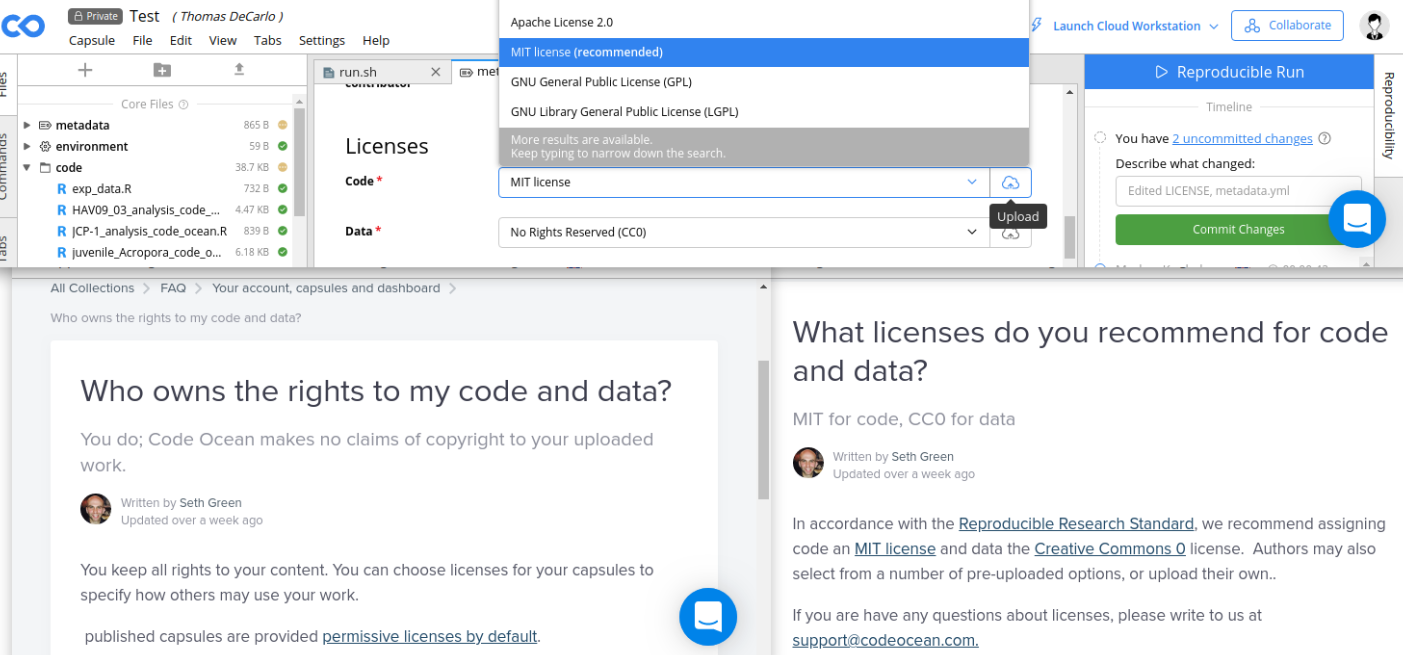 Private Test ( Thomas DeCarlo )
Capsule File Edit View Tabs Settings Help
Launch Cloud Workstation
Collaborate
Files
Commands
Tabs
Core Files
metadata 865 B
environment 59 B
code 38.7 KB
exp_data.R 732 B
HAV09_03_analysis_code_... 4.47 KB
JCP-1_analysis_code_ocean.R 839 B
juvenile_Acropora_code_o... 6.18 KB
run.sh
met
contributor
Licenses
Apache License 2.0
MIT license (recommended)
GNU General Public License (GPL)
GNU Library General Public License (LGPL)
More results are available.
Keep typing to narrow down the search.
Code * MIT license
Upload
Data * No Rights Reserved (CC0)
Reproducible Run
Timeline
You have 2 uncommitted changes
Describe what changed:
Edited LICENSE, metadata.yml
Commit Changes
Reproducibility
All Collections FAQ Your account, capsules and dashboard
Who owns the rights to my code and data?
Who owns the rights to my code and data?
You do; Code Ocean makes no claims of copyright to your uploaded
work.
Written by Seth Green
Updated over a week ago
You keep all rights to your content. You can choose licenses for your capsules to
specify how others may use your work.
published capsules are provided permissive licenses by default.
What licenses do you recommend for code
and data?
MIT for code, CC0 for data
Written by Seth Green
Updated over a week ago
In accordance with the Reproducible Research Standard, we recommend assigning
code an MIT license and data the Creative Commons 0 license. Authors may also
select from a number of pre-uploaded options, or upload their own..
If you are have any questions about licenses, please write to us at
support@codeocean.com.